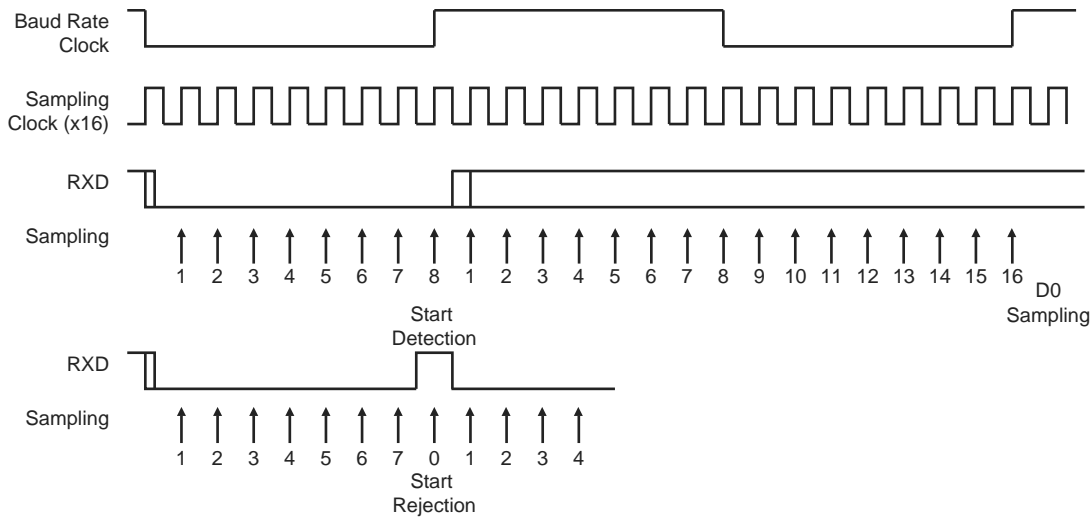 Baud Rate
Clock
Sampling
Clock (x16)
RXD
Sampling
1 2 3 4 5 6 7 8 1 2 3 4 5 6 7 8 9 10 11 12 13 14 15 16
D0
Sampling
Start
Detection
RXD
Sampling
1 2 3 4 5 6 7 0 1 2 3 4
Start
Rejection